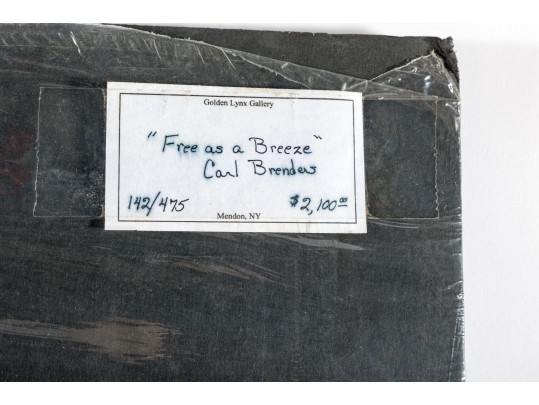 Golden Lynx Gallery
"Free as a Breeze"
Carl Brenders
142/475 $2,100.00
Mendon, NY